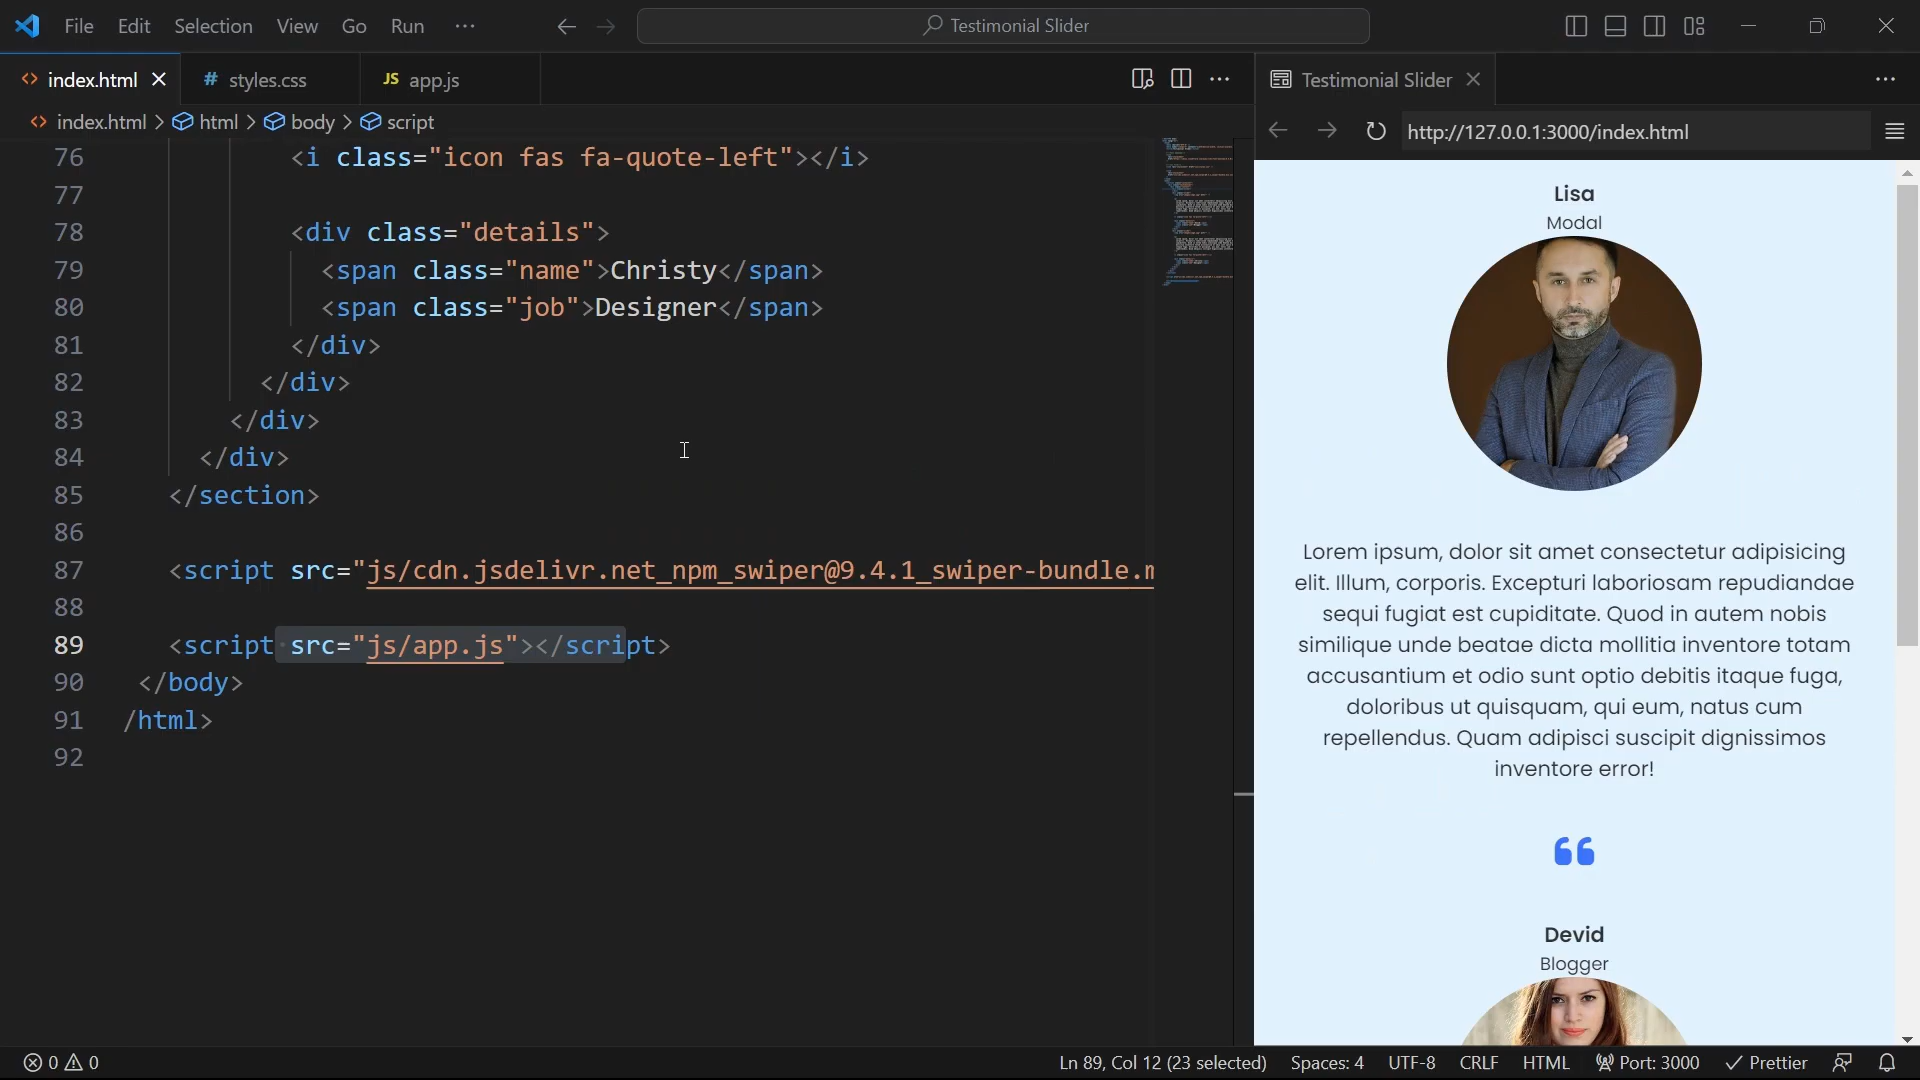 File Edit Selection View Go Run ··· Testimonial Slider
index.html # styles.css JS app.js ···
index.html > html > body > script
76 <i class="icon fas fa-quote-left"></i>
77
78 <div class="details">
79 <span class="name">Christy</span>
80 <span class="job">Designer</span>
81 </div>
82 </div>
83 </div>
84 </div>
85 </section>
86
87 <script src="js/cdn.jsdelivr.net_npm_swiper@9.4.1_swiper-bundle.m
88
89 <script src="js/app.js"></script>
90 </body>
91 /html>
92
Testimonial Slider ···
http://127.0.0.1:3000/index.html
Lisa
Modal
Lorem ipsum, dolor sit amet consectetur adipisicing
elit. Illum, corporis. Excepturi laboriosam repudiandae
sequi fugiat est cupiditate. Quod in autem nobis
similique unde beatae dicta mollitia inventore totam
accusantium et odio sunt optio debitis itaque fuga,
doloribus ut quisquam, qui eum, natus cum
repellendus. Quam adipisci suscipit dignissimos
inventore error!
Devid
Blogger
0 0 Ln 89, Col 12 (23 selected) Spaces: 4 UTF-8 CRLF HTML Port: 3000 Prettier